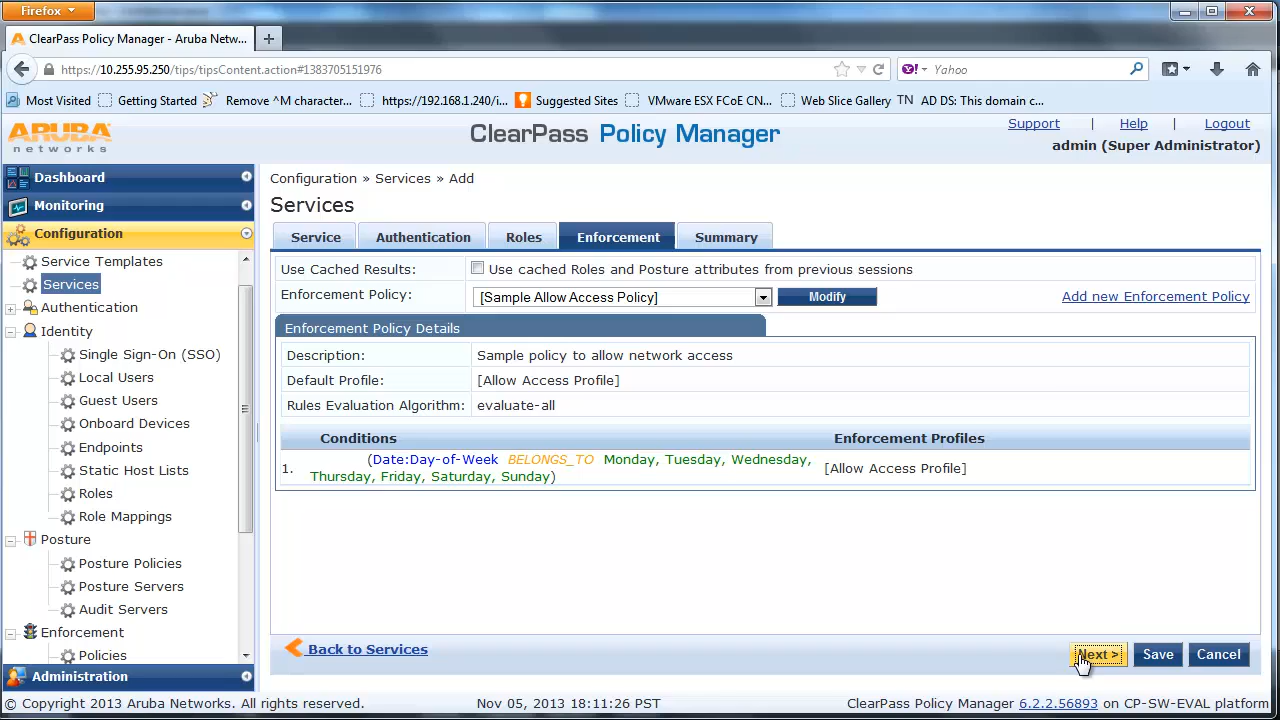 Firefox
ClearPass Policy Manager - Aruba Netw...
https://10.255.95.250/tips/tipsContent.action#1383705151976
Yahoo
Most Visited
Getting Started
Remove ^M character...
https://192.168.1.240/i...
Suggested Sites
VMware ESX FCoE CN...
Web Slice Gallery
TN AD DS: This domain c...
ARUBA
networks
ClearPass Policy Manager
Support | Help | Logout
admin (Super Administrator)
Dashboard
Monitoring
Configuration
Service Templates
Services
Authentication
Identity
Single Sign-On (SSO)
Local Users
Guest Users
Onboard Devices
Endpoints
Static Host Lists
Roles
Role Mappings
Posture
Posture Policies
Posture Servers
Audit Servers
Enforcement
Policies
Administration
Configuration » Services » Add
Services
Service
Authentication
Roles
Enforcement
Summary
Use Cached Results:
Use cached Roles and Posture attributes from previous sessions
Enforcement Policy:
[Sample Allow Access Policy]
Modify
Add new Enforcement Policy
Enforcement Policy Details
Description:
Sample policy to allow network access
Default Profile:
[Allow Access Profile]
Rules Evaluation Algorithm:
evaluate-all
Conditions
Enforcement Profiles
1.
(Date:Day-of-Week BELONGS_TO Monday, Tuesday, Wednesday,
Thursday, Friday, Saturday, Sunday)
[Allow Access Profile]
Back to Services
Next >
Save
Cancel
© Copyright 2013 Aruba Networks. All rights reserved.
Nov 05, 2013 18:11:26 PST
ClearPass Policy Manager 6.2.2.56893 on CP-SW-EVAL platform